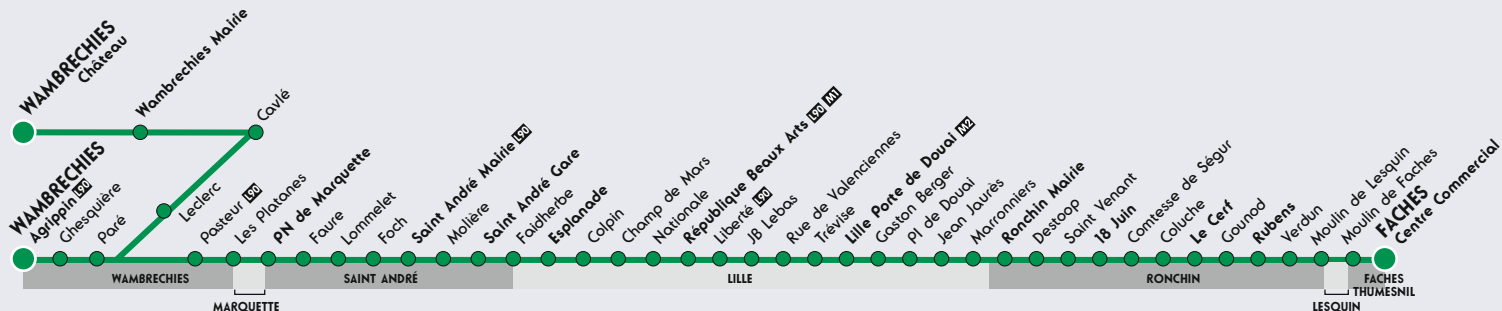 WAMBRECHIES
Château
Wambrechies Mairie
Cavlé
Leclerc
WAMBRECHIES
Agrippin L90
Ghesquière
Paré
Pasteur L90
Les Platanes
PN de Marquette
Faure
Lommelet
Foch
Saint André Mairie L90
Molière
Saint André Gare
Faidherbe
Esplanade
Colpin
Champ de Mars
Nationale
République Beaux Arts L90 M1
Liberté L90
JB Lebas
Rue de Valenciennes
Trévise
Lille Porte de Douai M2
Gaston Berger
Pl de Douai
Jean Jaurès
Marronniers
Ronchin Mairie
Destoop
Saint Venant
18 Juin
Comtesse de Ségur
Coluche
Le Cerf
Gounod
Rubens
Verdun
Moulin de Lesquin
Moulin de Faches
FACHES
Centre Commercial
WAMBRECHIES
MARQUETTE
SAINT ANDRÉ
LILLE
RONCHIN
LESQUIN
FACHES
THUMESNIL